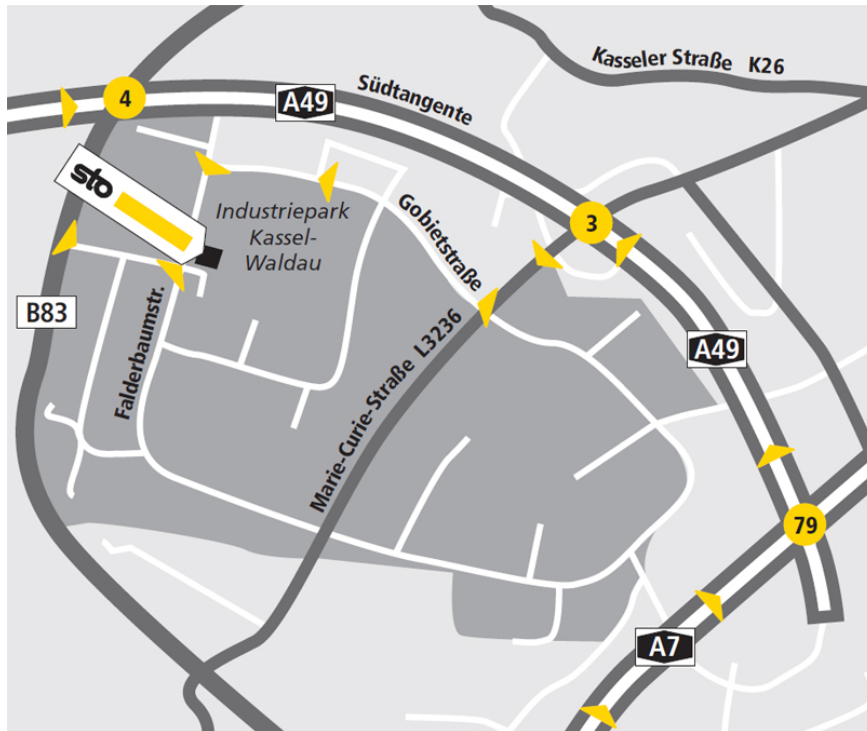 Kasseler Straße K26
4
A49
Südtangente
sto
Industriepark
Kassel-
Waldau
Gobietstraße
3
B83
Falderbaumstr.
Marie-Curie-Straße L3236
A49
79
A7